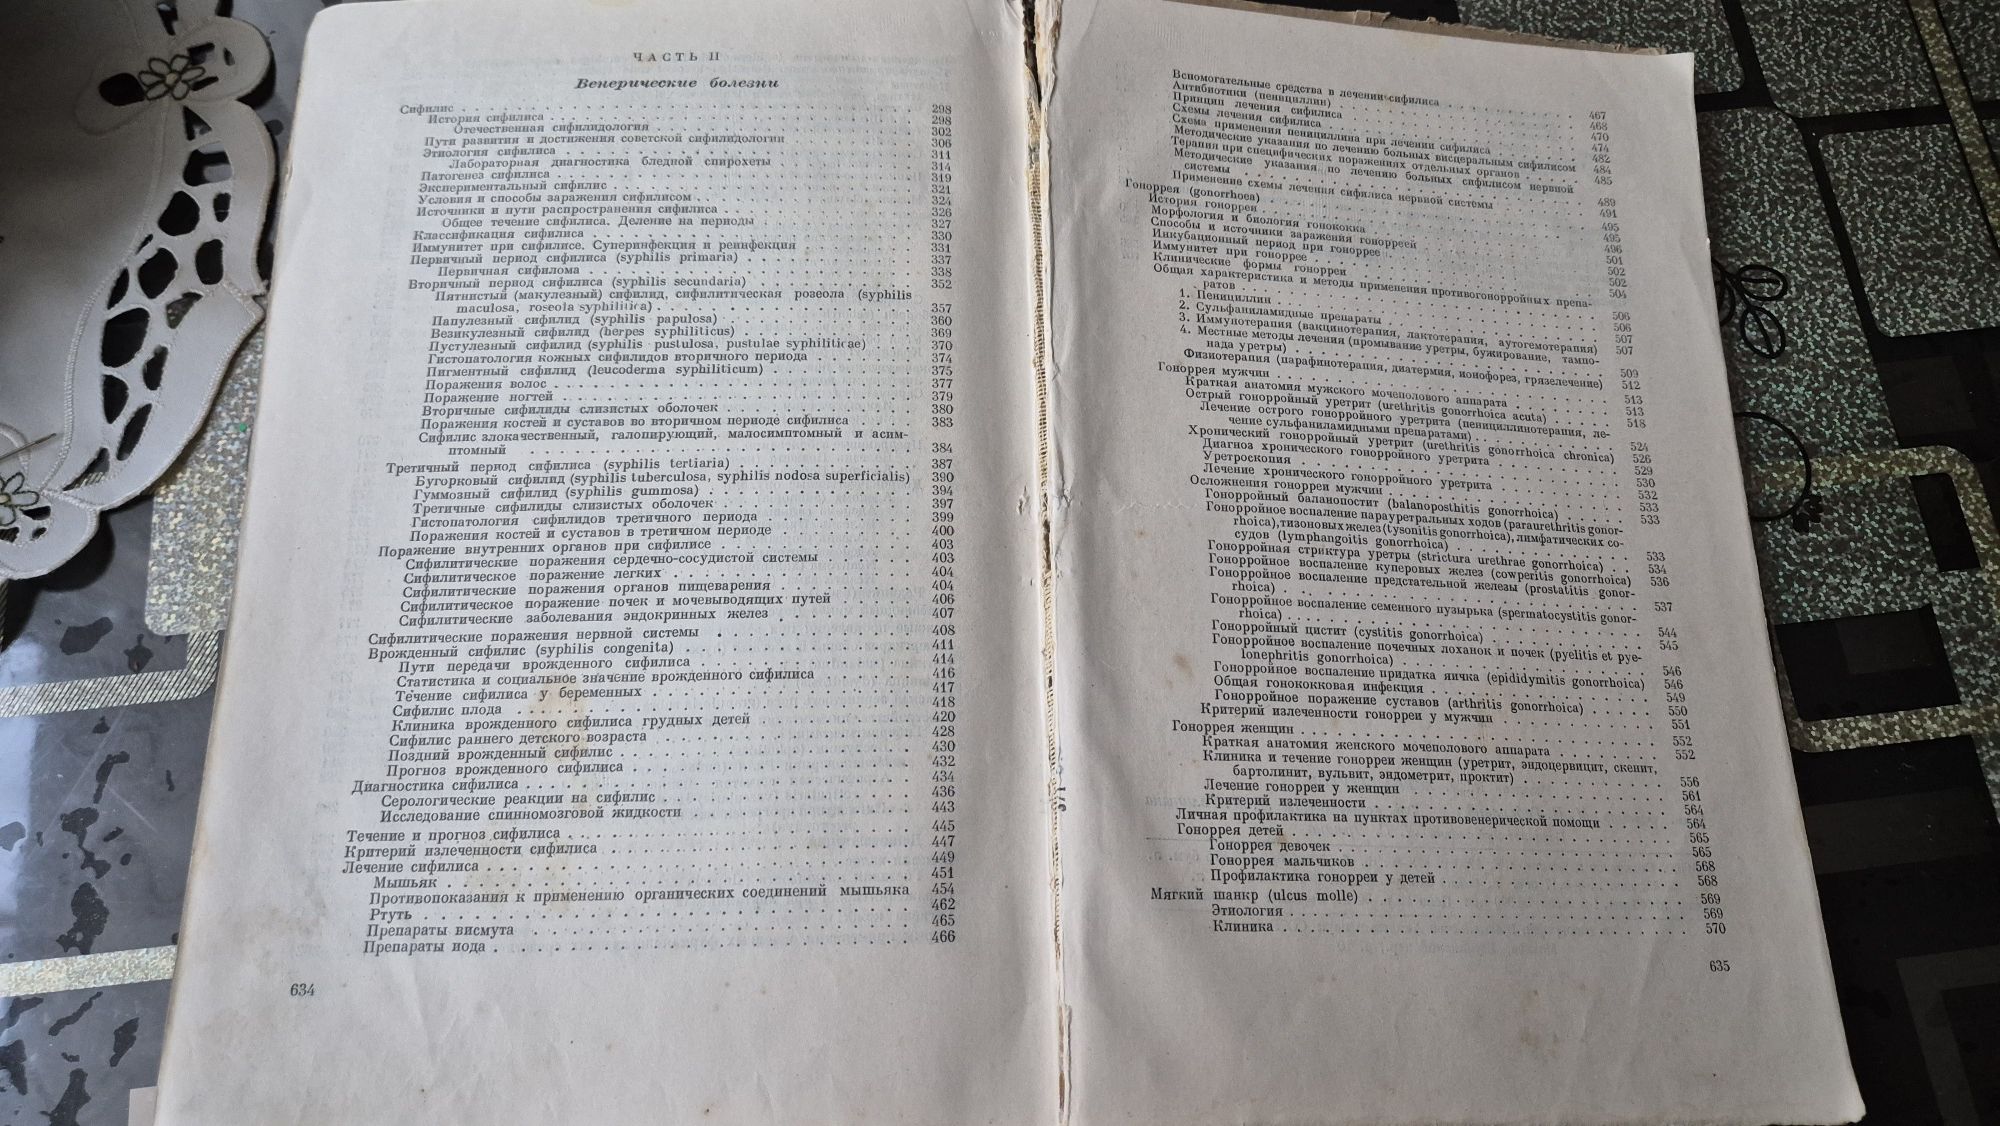 ЧАСТЬ II
Венерические болезни
Сифилис . . . 298
История сифилиса . . . 298
Отечественная сифилидология . . . 302
Пути развития и достижения советской сифилидологии . . . 306
Этиология сифилиса . . . 311
Лабораторная диагностика бледной спирохеты . . . 314
Патогенез сифилиса . . . 319
Экспериментальный сифилис . . . 321
Условия и способы заражения сифилисом . . . 324
Источники и пути распространения сифилиса . . . 326
Общее течение сифилиса. Деление на периоды . . . 327
Классификация сифилиса . . . 330
Иммунитет при сифилисе. Суперинфекция и реинфекция . . . 331
Первичный период сифилиса (syphilis primaria) . . . 337
Первичная сифилома . . . 338
Вторичный период сифилиса (syphilis secundaria) . . . 352
Пятнистый (макулезный) сифилид, сифилитическая розеола (syphilis
maculosa, roseola syphilitica) . . . 357
Папулезный сифилид (syphilis papulosa) . . . 360
Везикулезный сифилид (herpes syphiliticus) . . . 369
Пустулезный сифилид (syphilis pustulosa, pustulae syphiliticae) . . . 370
Гистопатология кожных сифилидов вторичного периода . . . 374
Пигментный сифилид (leucoderma syphiliticum) . . . 375
Поражения волос . . . 377
Поражение ногтей . . . 379
Вторичные сифилиды слизистых оболочек . . . 380
Поражения костей и суставов во вторичном периоде сифилиса . . . 383
Сифилис злокачественный, галопирующий, малосимптомный и асим-
птомный . . . 384
Третичный период сифилиса (syphilis tertiaria) . . . 387
Бугорковый сифилид (syphilis tuberculosa, syphilis nodosa superficialis) 390
Гуммозный сифилид (syphilis gummosa) . . . 394
Третичные сифилиды слизистых оболочек . . . 397
Гистопатология сифилидов третичного периода . . . 399
Поражения костей и суставов в третичном периоде . . . 400
Поражение внутренних органов при сифилисе . . . 403
Сифилитические поражения сердечно-сосудистой системы . . . 403
Сифилитическое поражение легких . . . 404
Сифилитические поражения органов пищеварения . . . 404
Сифилитическое поражение почек и мочевыводящих путей . . . 406
Сифилитические заболевания эндокринных желез . . . 407
Сифилитические поражения нервной системы . . . 408
Врожденный сифилис (syphilis congenita) . . . 411
Пути передачи врожденного сифилиса . . . 414
Статистика и социальное значение врожденного сифилиса . . . 416
Течение сифилиса у беременных . . . 417
Сифилис плода . . . 418
Клиника врожденного сифилиса грудных детей . . . 420
Сифилис раннего детского возраста . . . 428
Поздний врожденный сифилис . . . 430
Прогноз врожденного сифилиса . . . 432
Диагностика сифилиса . . . 434
Серологические реакции на сифилис . . . 436
Исследование спинномозговой жидкости . . . 443
Течение и прогноз сифилиса . . . 445
Критерий излеченности сифилиса . . . 447
Лечение сифилиса . . . 449
Мышьяк . . . 451
Противопоказания к применению органических соединений мышьяка 454
Ртуть . . . 462
Препараты висмута . . . 465
Препараты иода . . . 466
634
Вспомогательные средства в лечении сифилиса . . . 467
Антибиотики (пенициллин) . . . 468
Принцип лечения сифилиса . . . 470
Схемы лечения сифилиса . . . 474
Схема применения пенициллина при лечении сифилиса . . . 482
Методические указания по лечению больных висцеральным сифилисом 484
Терапия при специфических поражениях отдельных органов . . . 485
Методические указания по лечению больных сифилисом нервной
системы . . . 489
Применение схемы лечения сифилиса нервной системы . . . 491
Гоноррея (gonorrhoea) . . . 495
История гонорреи . . . 495
Морфология и биология гонококка . . . 496
Способы и источники заражения гонорреей . . . 501
Инкубационный период при гоноррее . . . 502
Иммунитет при гоноррее . . . 502
Клинические формы гонорреи . . . 504
Общая характеристика и методы применения противогонорройных препа-
ратов . . . 506
1. Пенициллин . . . 506
2. Сульфаниламидные препараты . . . 507
3. Иммунотерапия (вакцинотерапия, лактотерапия, аутогемотерапия) 507
4. Местные методы лечения (промывание уретры, бужирование, тампо-
нада уретры) . . . 509
Физиотерапия (парафинотерапия, диатермия, ионофорез, грязелечение) 512
Гоноррея мужчин . . . 513
Краткая анатомия мужского мочеполового аппарата . . . 513
Острый гонорройный уретрит (urethritis gonorrhoica acuta) . . . 518
Лечение острого гонорройного уретрита (пенициллинотерапия, ле-
чение сульфаниламидными препаратами) . . . 524
Хронический гонорройный уретрит (urethritis gonorrhoica chronica) 526
Диагноз хронического гонорройного уретрита . . . 529
Уретроскопия . . . 530
Лечение хронического гонорройного уретрита . . . 532
Осложнения гонорреи мужчин . . . 533
Гонорройный баланопостит (balanoposthitis gonorrhoica) . . . 533
Гонорройное воспаление парауретральных ходов (paraurethritis gonor-
rhoica), тизоновых желез (tysonitis gonorrhoica), лимфатических со-
судов (lymphangoitis gonorrhoica) . . . 533
Гонорройная стриктура уретры (strictura urethrae gonorrhoica) . . . 534
Гонорройное воспаление куперовых желез (cowperitis gonorrhoica) 536
Гонорройное воспаление предстательной железы (prostatitis gonor-
rhoica) . . . 537
Гонорройное воспаление семенного пузырька (spermatocystitis gonor-
rhoica) . . . 544
Гонорройный цистит (cystitis gonorrhoica) . . . 545
Гонорройное воспаление почечных лоханок и почек (pyelitis et pye-
lonephritis gonorrhoica) . . . 546
Гонорройное воспаление придатка яичка (epididymitis gonorrhoica) 546
Общая гонококковая инфекция . . . 549
Гонорройное поражение суставов (arthritis gonorrhoica) . . . 550
Критерий излеченности гонорреи у мужчин . . . 551
Гоноррея женщин . . . 552
Краткая анатомия женского мочеполового аппарата . . . 552
Клиника и течение гонорреи женщин (уретрит, эндоцервицит, скенит,
бартолинит, вульвит, эндометрит, проктит) . . . 556
Лечение гонорреи у женщин . . . 561
Критерий излеченности . . . 564
Личная профилактика на пунктах противовенерической помощи . . . 564
Гоноррея детей . . . 565
Гоноррея девочек . . . 565
Гоноррея мальчиков . . . 568
Профилактика гонорреи у детей . . . 568
Мягкий шанкр (ulcus molle) . . . 569
Этиология . . . 569
Клиника . . . 570
635